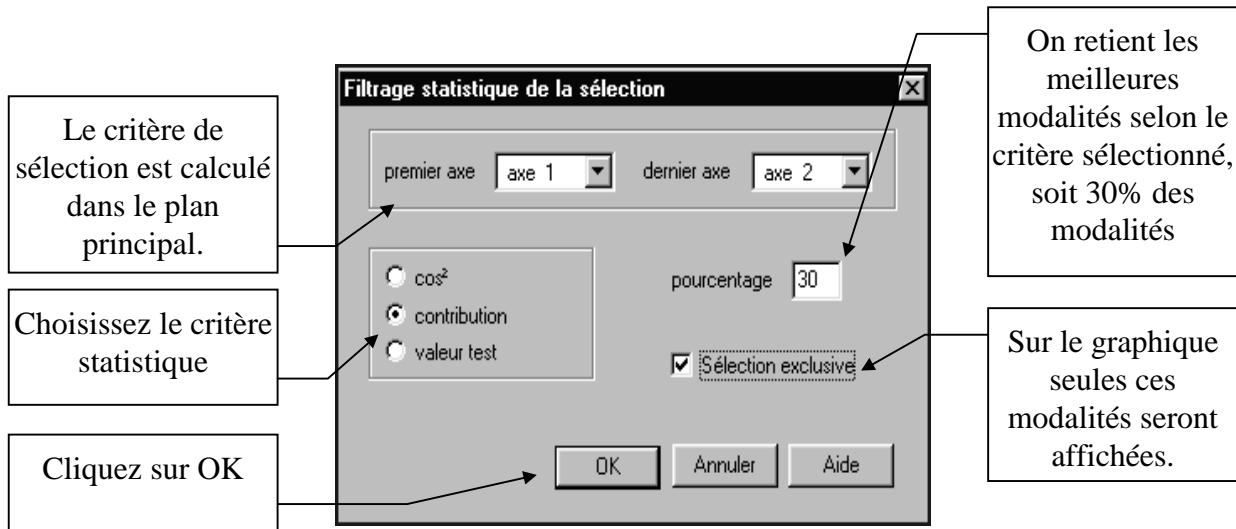 Le critère de
sélection est calculé
dans le plan
principal.
Choisissez le critère
statistique
Cliquez sur OK
Filtrage statistique de la sélection
premier axe axe 1 dernier axe axe 2
cos²
contribution
valeur test
pourcentage 30
Sélection exclusive
OK Annuler Aide
On retient les
meilleures
modalités selon le
critère sélectionné,
soit 30% des
modalités
Sur le graphique
seules ces
modalités seront
affichées.